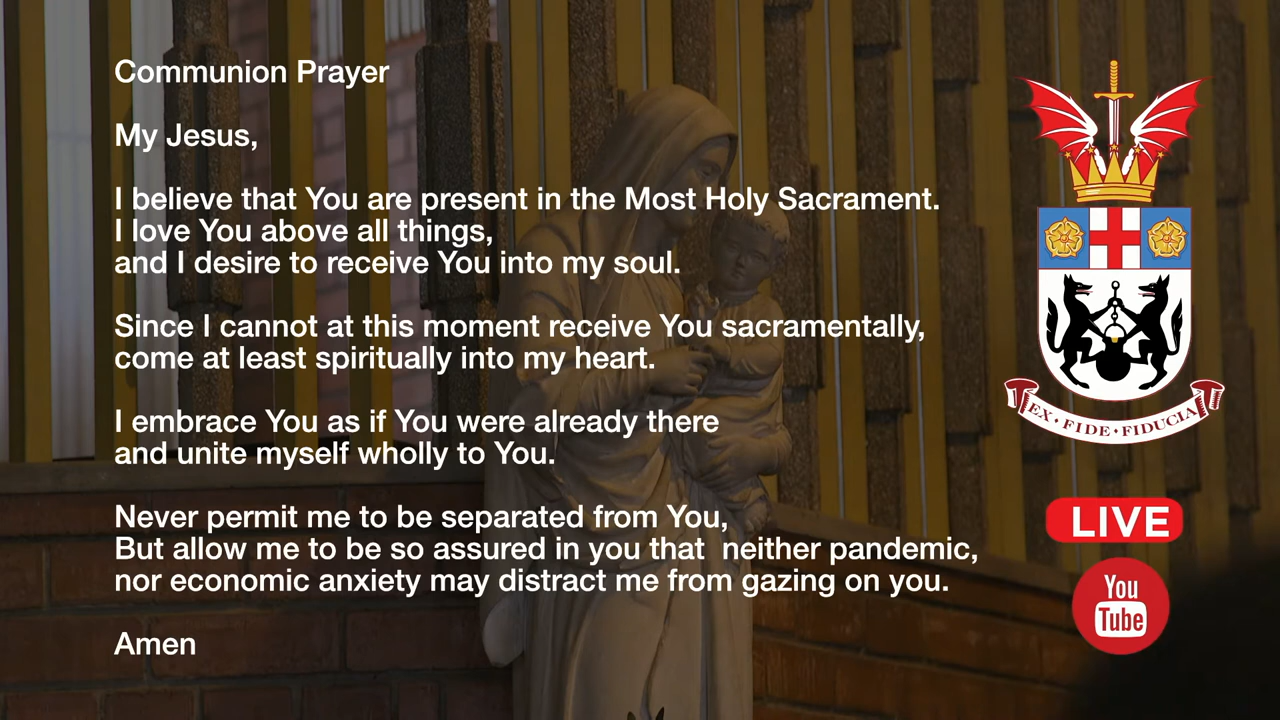 Communion Prayer
My Jesus,
I believe that You are present in the Most Holy Sacrament.
I love You above all things,
and I desire to receive You into my soul.
Since I cannot at this moment receive You sacramentally,
come at least spiritually into my heart.
I embrace You as if You were already there
and unite myself wholly to You.
Never permit me to be separated from You,
But allow me to be so assured in you that  neither pandemic,
nor economic anxiety may distract me from gazing on you.
Amen
EX · FIDE · FIDUCIA
LIVE
You
Tube